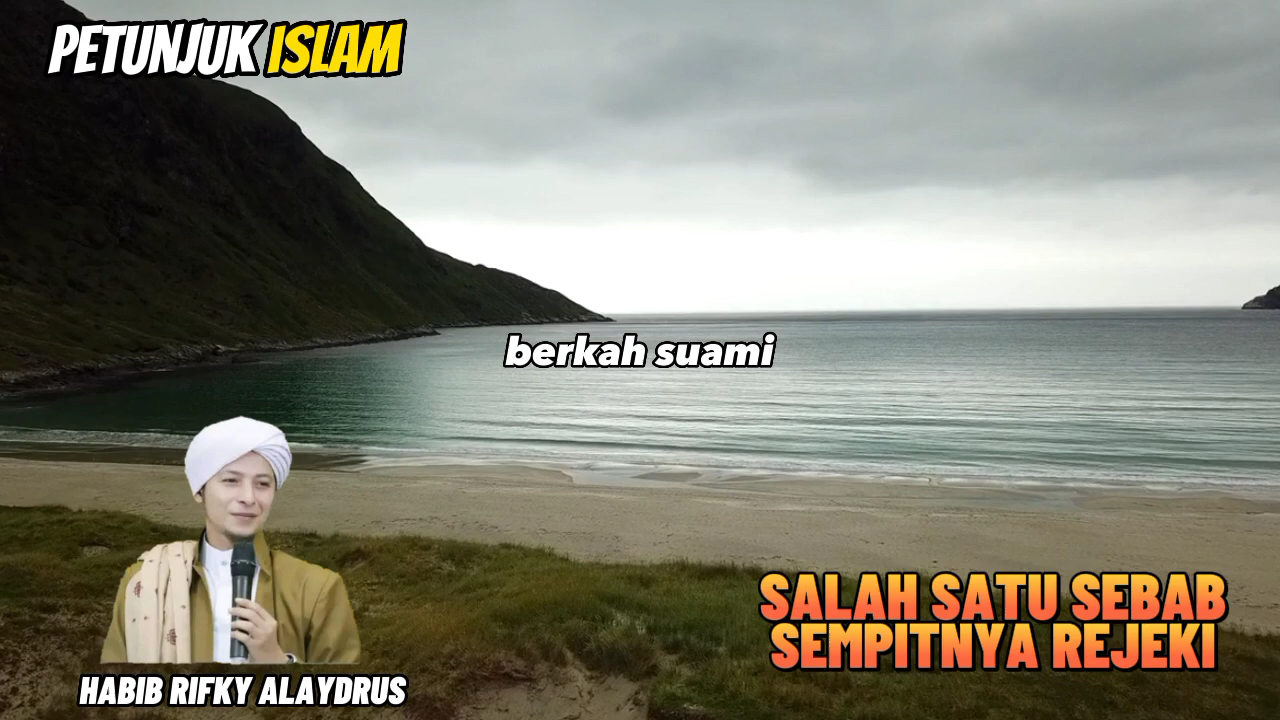 PETUNJUK ISLAM
berkah suami
SALAH SATU SEBAB
SEMPITNYA REJEKI
HABIB RIFKY ALAYDRUS